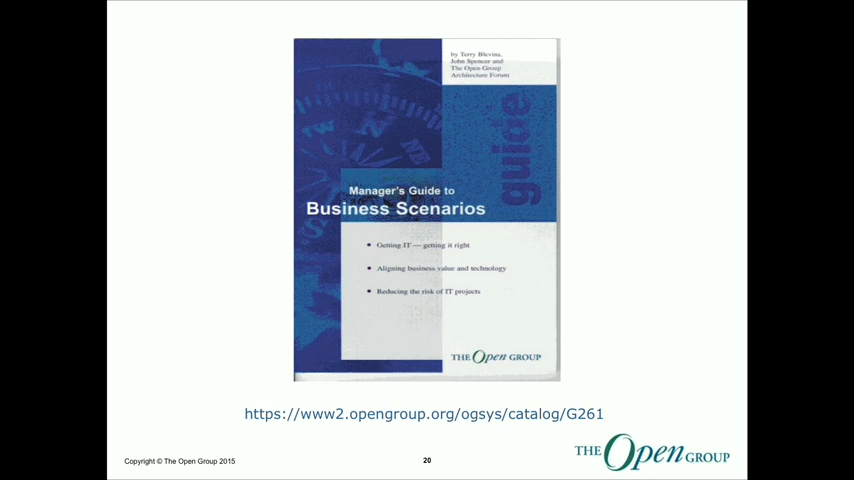 by Terry Blevins,
John Spencer and
The Open Group
Architecture Forum
guide
W
N
NE
Manager's Guide to
Business Scenarios
• Getting IT — getting it right
• Aligning business value and technology
• Reducing the risk of IT projects
THE Open GROUP
https://www2.opengroup.org/ogsys/catalog/G261
Copyright © The Open Group 2015
20
THE Open GROUP